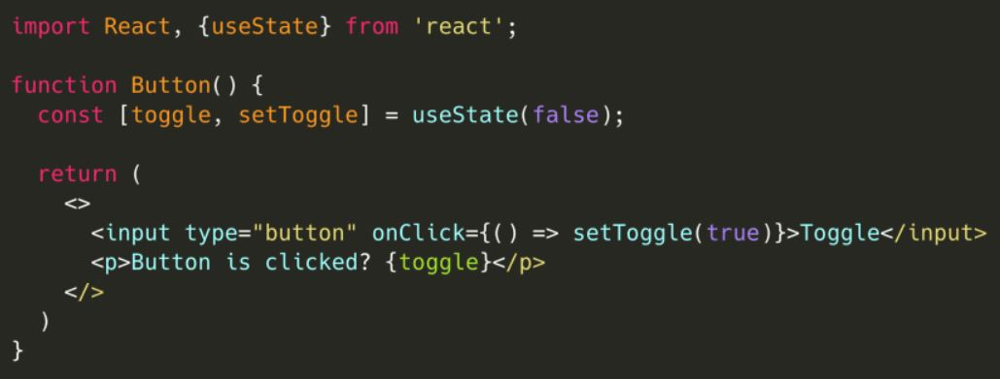 import React, {useState} from 'react';
function Button() {
const [toggle, setToggle] = useState(false);
return (
<>
<input type="button" onClick={() => setToggle(true)}>Toggle</input>
<p>Button is clicked? {toggle}</p>
</>
)
}